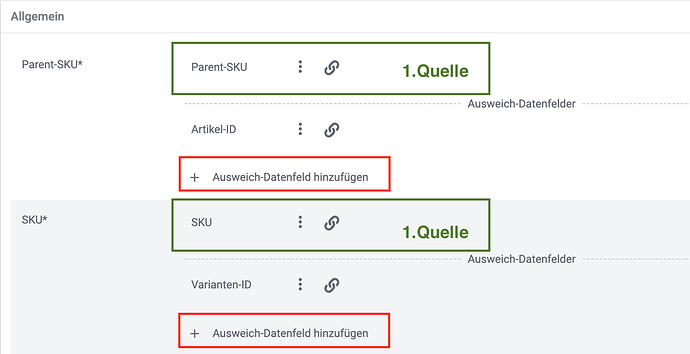 Allgemein
Parent-SKU*
Parent-SKU
1.Quelle
Ausweich-Datenfelder
Artikel-ID
+ Ausweich-Datenfeld hinzufügen
SKU*
SKU
1.Quelle
Ausweich-Datenfelder
Varianten-ID
+ Ausweich-Datenfeld hinzufügen